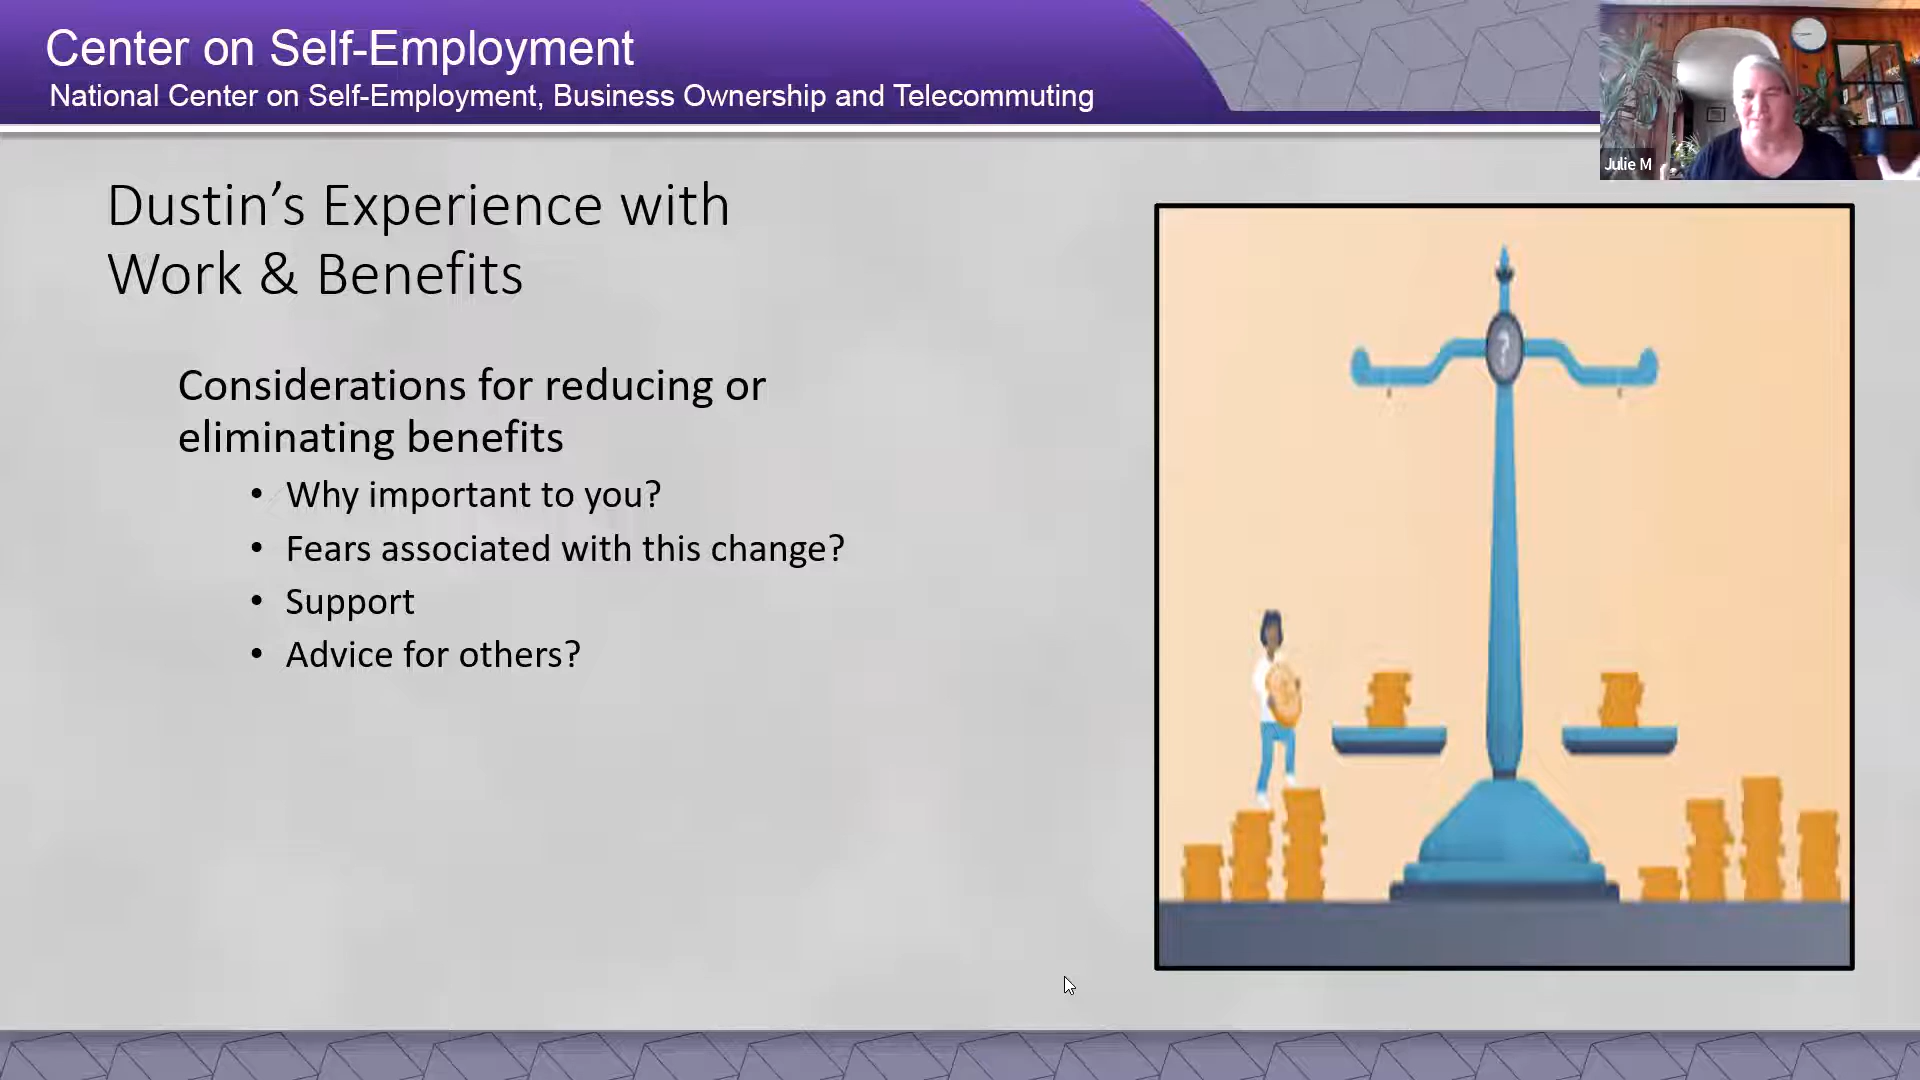 Center on Self-Employment
National Center on Self-Employment, Business Ownership and Telecommuting
Julie M
Dustin’s Experience with
Work & Benefits
Considerations for reducing or
eliminating benefits
• Why important to you?
• Fears associated with this change?
• Support
• Advice for others?
?